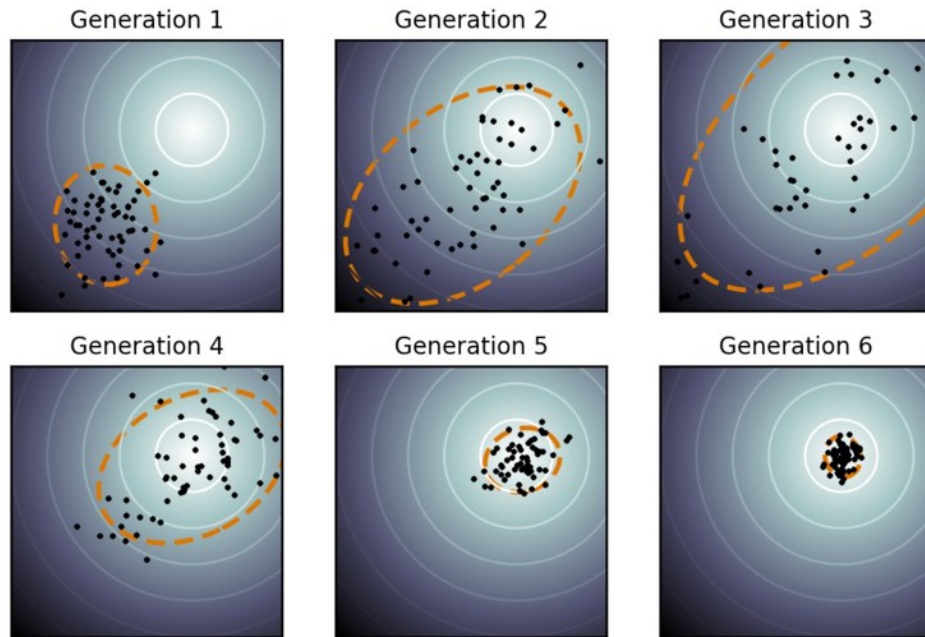 Generation 1
Generation 2
Generation 3
Generation 4
Generation 5
Generation 6